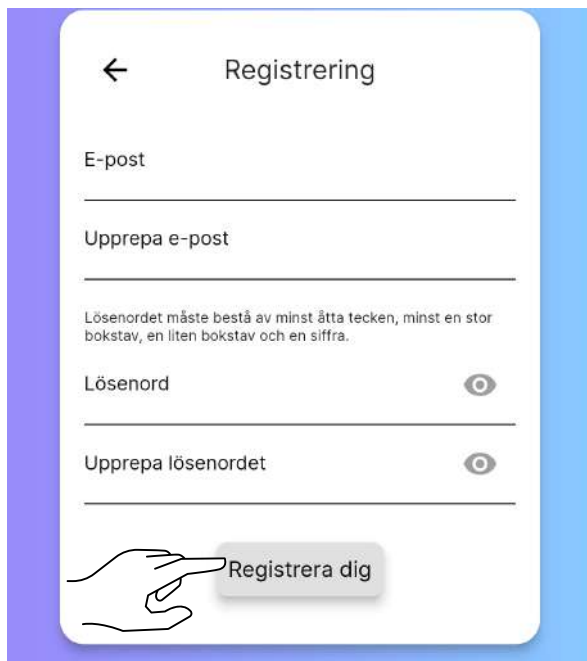 Registrering
E-post
Upprepa e-post
Lösenordet måste bestå av minst åtta tecken, minst en stor
bokstav, en liten bokstav och en siffra.
Lösenord
Upprepa lösenordet
Registrera dig